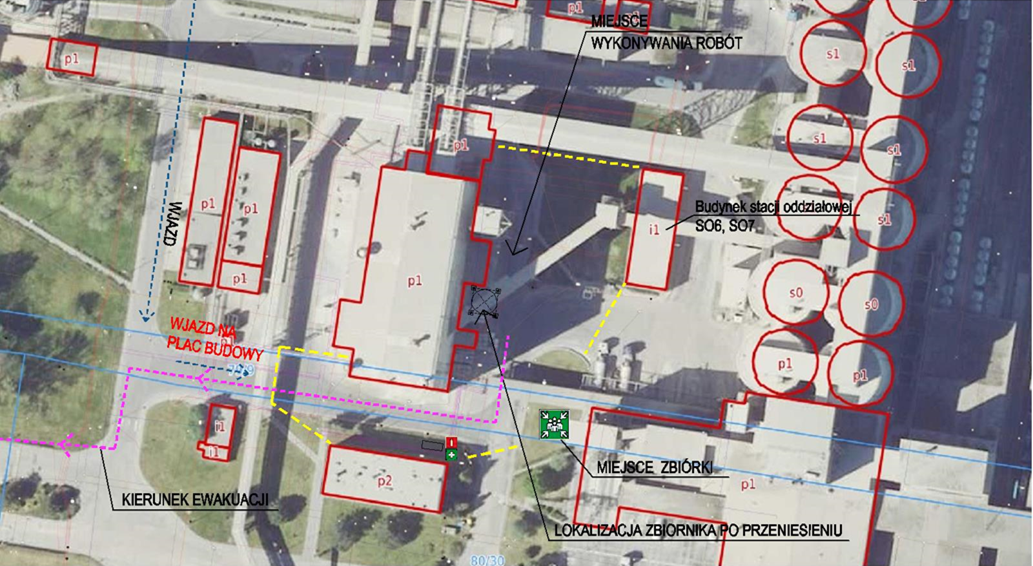 p1
MIEJSCE
WYKONYWANIA ROBÓT
p1
s1
s1
p1
s1
s1
WJAZD
p1
p1
i1
Budynek stacji oddziałowej
SO6, SO7
s1
p1
p1
s0
s0
WJAZD NA
PLAC BUDOWY
p1
p1
MIEJSCE ZBIÓRKI
p2
p1
KIERUNEK EWAKUACJI
LOKALIZACJA ZBIORNIKA PO PRZENIESIENIU
80/30